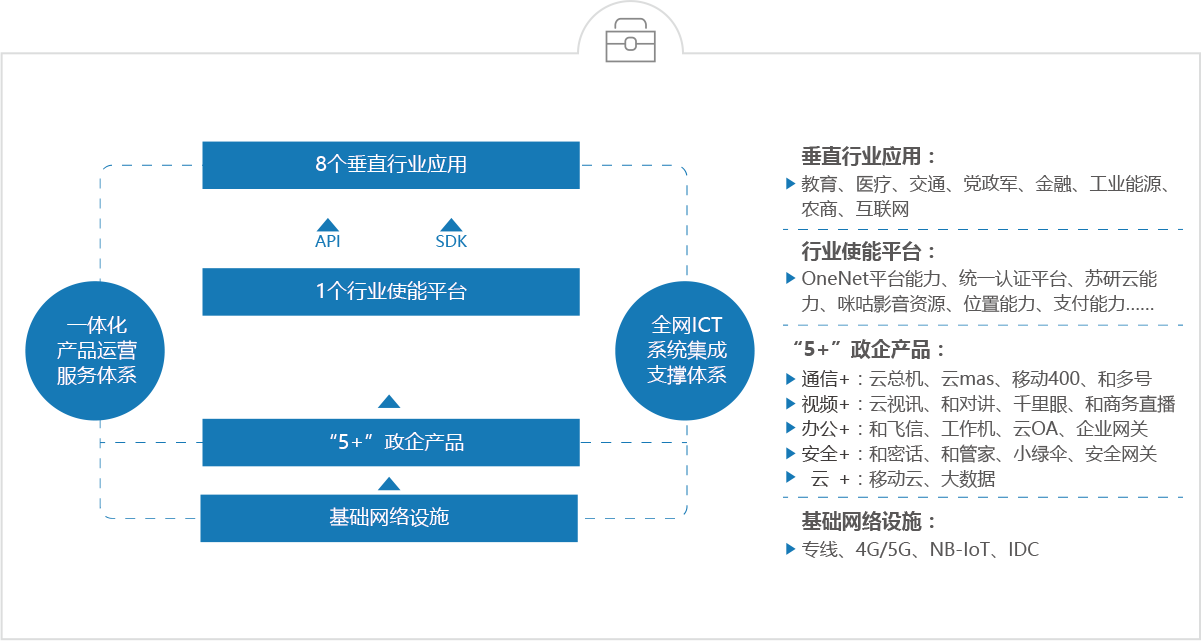 8个垂直行业应用
API
SDK
1个行业使能平台
一体化
产品运营
服务体系
全网ICT
系统集成
支撑体系
“5+”政企产品
基础网络设施
垂直行业应用：
教育、医疗、交通、党政军、金融、工业能源、
农商、互联网
行业使能平台：
OneNet平台能力、统一认证平台、苏研云能
力、咪咕影音资源、位置能力、支付能力......
“5+”政企产品：
通信+：云总机、云mas、移动400、和多号
视频+：云视讯、和对讲、千里眼、和商务直播
办公+：和飞信、工作机、云OA、企业网关
安全+：和密话、和管家、小绿伞、安全网关
云 +：移动云、大数据
基础网络设施：
专线、4G/5G、NB-IoT、IDC